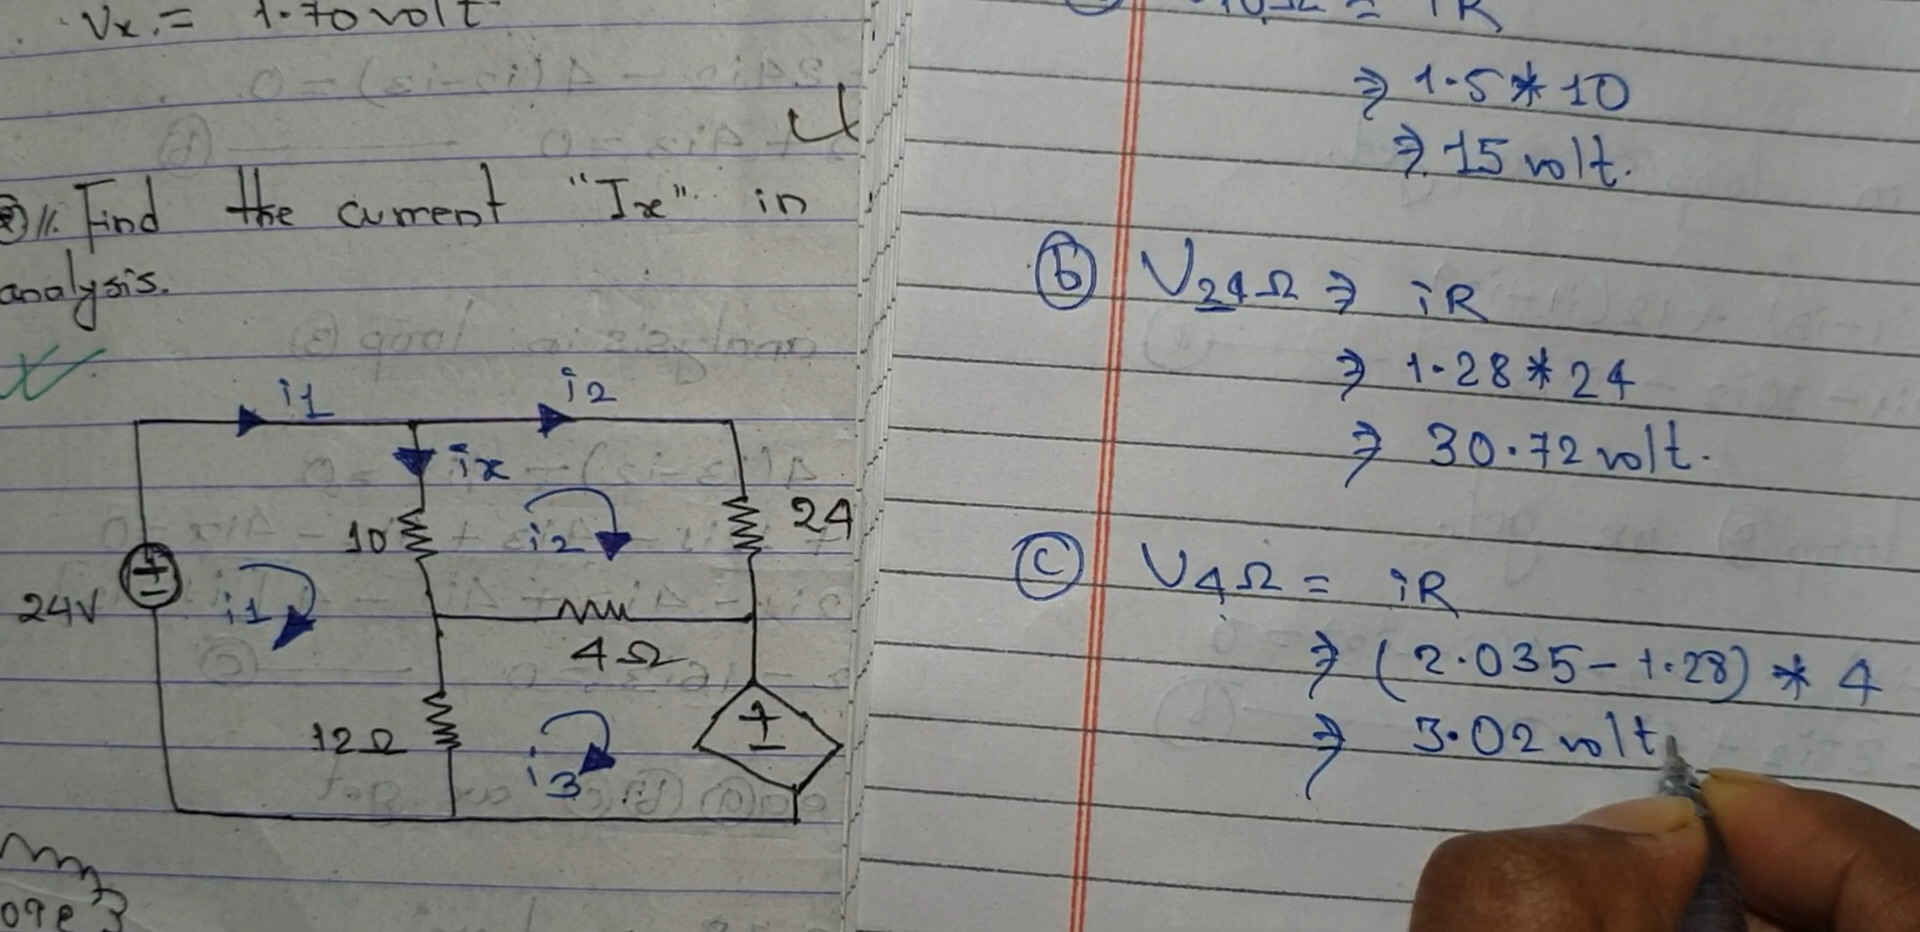 Vx = 1.70 volt
Find the current "Ix" in
analysis.
i1
i2
ix
10
i2
24
24V
i1
4Ω
12Ω
i3
⇒ 1.5 * 10
⇒ 15 volt.
(b) V24Ω ⇒ iR
⇒ 1.28 * 24
⇒ 30.72 volt.
(c) V4Ω = iR
⇒ (2.035 - 1.28) * 4
⇒ 3.02 volt